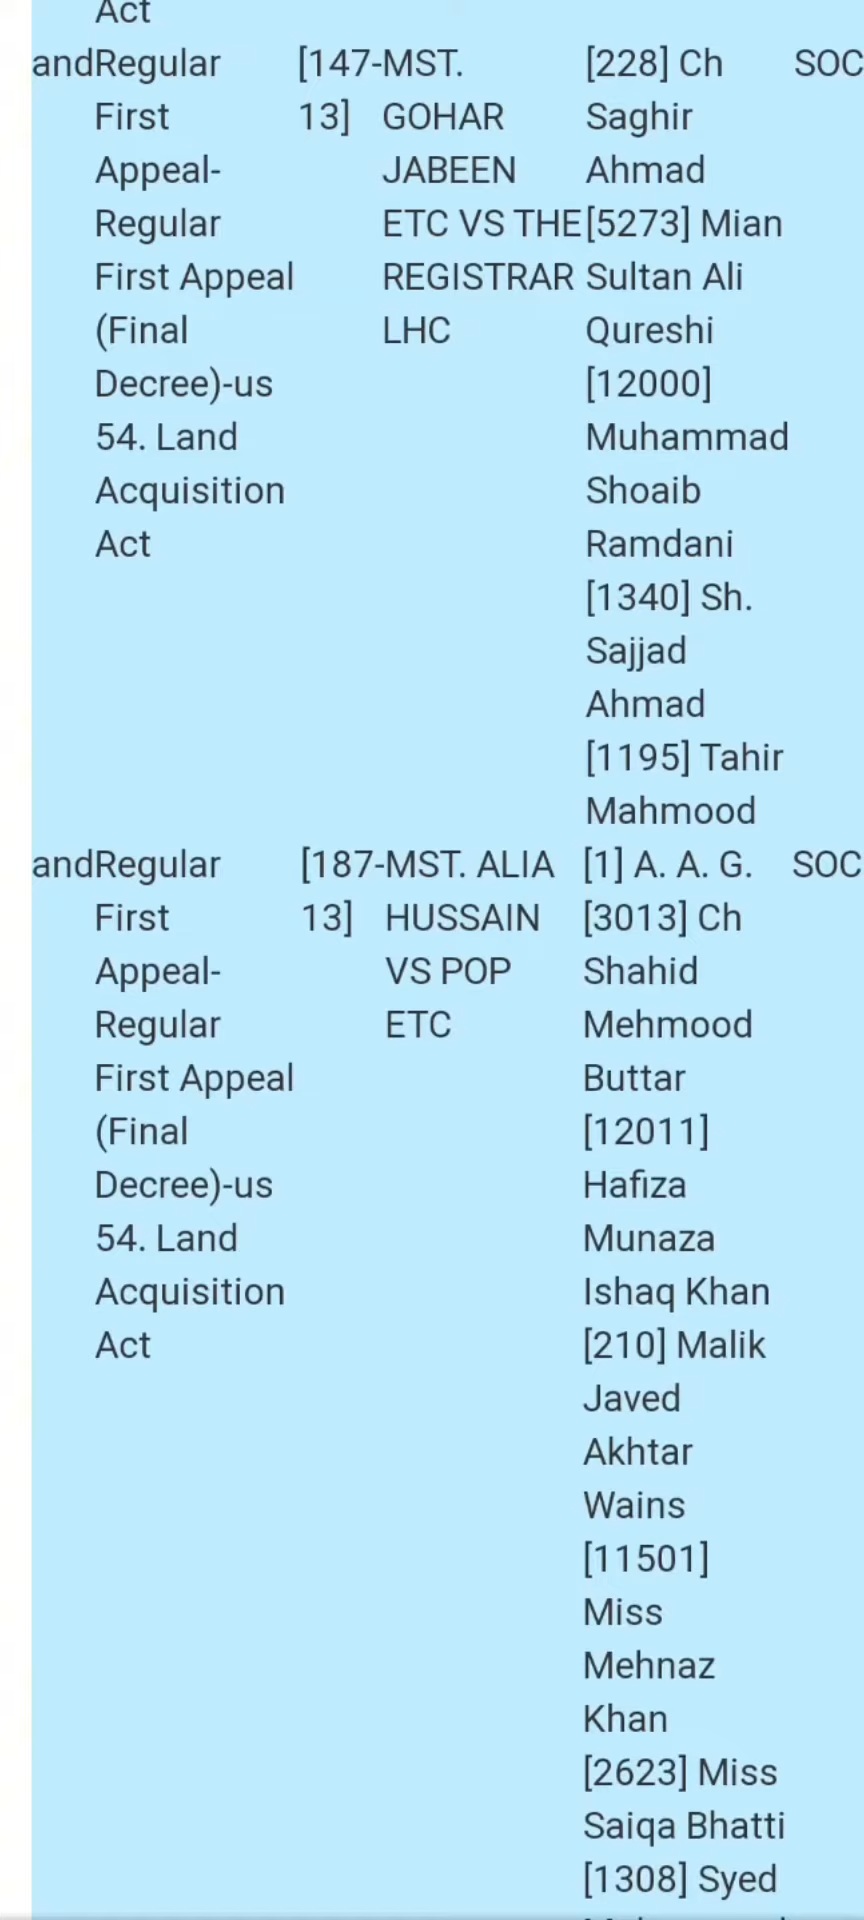 Act
andRegular [147- MST. [228] Ch SOC
First 13] GOHAR Saghir
Appeal- JABEEN Ahmad
Regular ETC VS THE [5273] Mian
First Appeal REGISTRAR Sultan Ali
(Final LHC Qureshi
Decree)-us [12000]
54. Land Muhammad
Acquisition Shoaib
Act Ramdani
[1340] Sh.
Sajjad
Ahmad
[1195] Tahir
Mahmood
andRegular [187- MST. ALIA [1] A. A. G. SOC
First 13] HUSSAIN [3013] Ch
Appeal- VS POP Shahid
Regular ETC Mehmood
First Appeal Buttar
(Final [12011]
Decree)-us Hafiza
54. Land Munaza
Acquisition Ishaq Khan
Act [210] Malik
Javed
Akhtar
Wains
[11501]
Miss
Mehnaz
Khan
[2623] Miss
Saiqa Bhatti
[1308] Syed